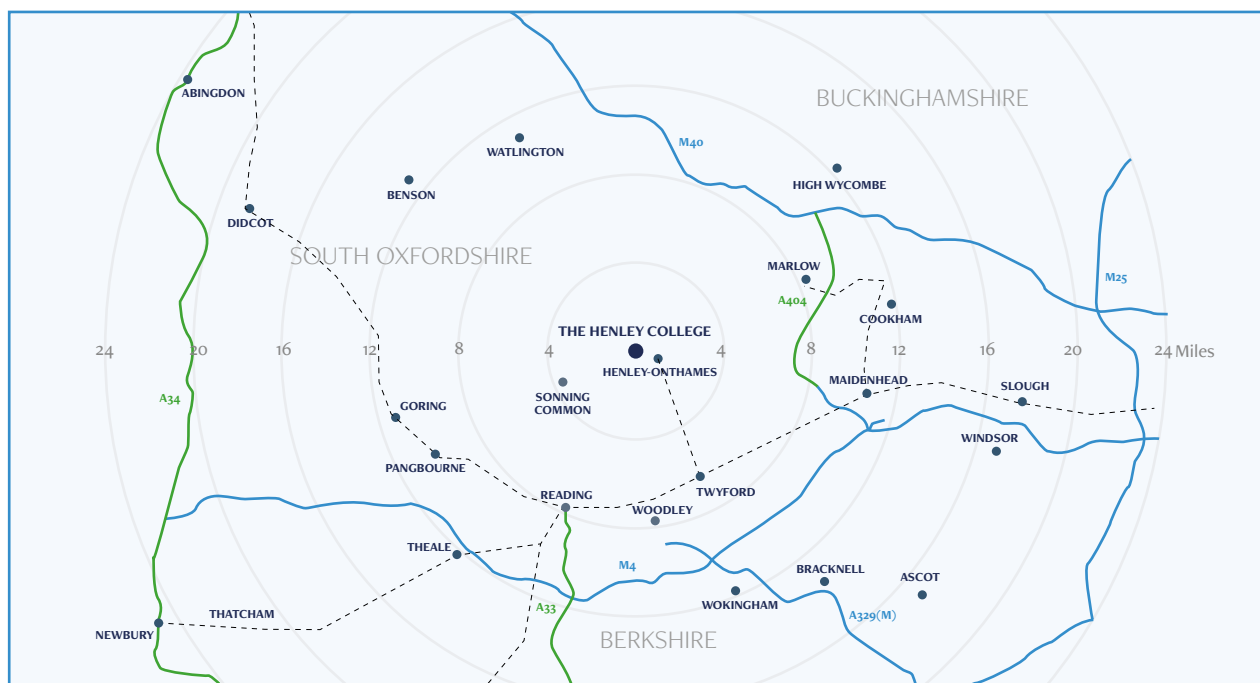 ABINGDON
BUCKINGHAMSHIRE
M40
WATLINGTON
HIGH WYCOMBE
BENSON
DIDCOT
SOUTH OXFORDSHIRE
MARLOW
M25
A404
COOKHAM
THE HENLEY COLLEGE
24
20
16
12
8
4
4
8
12
16
20
24 Miles
HENLEY-ONTHAMES
MAIDENHEAD
SLOUGH
A34
SONNING
COMMON
GORING
WINDSOR
PANGBOURNE
READING
TWYFORD
WOODLEY
THEALE
M4
BRACKNELL
ASCOT
A33
WOKINGHAM
THATCHAM
A329(M)
NEWBURY
BERKSHIRE